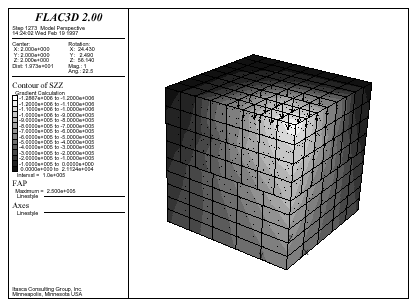 FLAC3D 2.00
Step 1273 Model Perspective
14:24:02 Wed Feb 19 1997
Center:
X: 2.000e+000
Y: 2.000e+000
Z: 2.000e+000
Dist: 1.973e+001
Rotation:
X: 24.430
Y: 2.490
Z: 56.140
Mag.: 1
Ang.: 22.5
Contour of SZZ
Gradient Calculation
-1.2867e+006 to -1.2000e+006
-1.2000e+006 to -1.1000e+006
-1.1000e+006 to -1.0000e+006
-1.0000e+006 to -9.0000e+005
-9.0000e+005 to -8.0000e+005
-8.0000e+005 to -7.0000e+005
-7.0000e+005 to -6.0000e+005
-6.0000e+005 to -5.0000e+005
-5.0000e+005 to -4.0000e+005
-4.0000e+005 to -3.0000e+005
-3.0000e+005 to -2.0000e+005
-2.0000e+005 to -1.0000e+005
-1.0000e+005 to 0.0000e+000
0.0000e+000 to 2.1124e+004
Interval = 1.0e+005
FAP
Maximum = 2.500e+005
Linestyle
Axes
Linestyle
Itasca Consulting Group, Inc.
Minneapolis, Minnesota USA